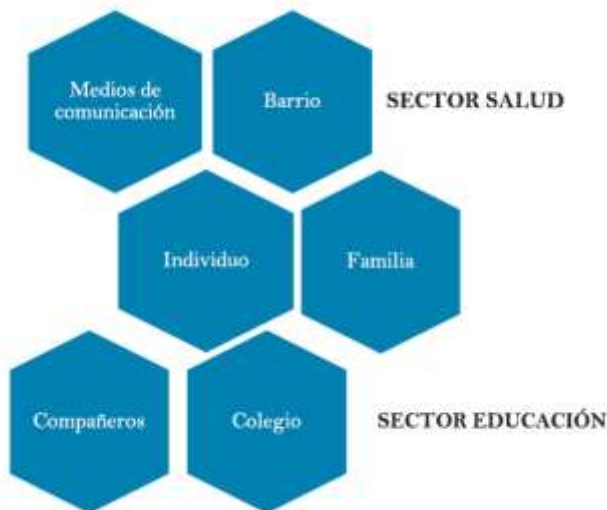 Medios de
comunicación
Barrio
SECTOR SALUD
Individuo
Familia
Compañeros
Colegio
SECTOR EDUCACIÓN